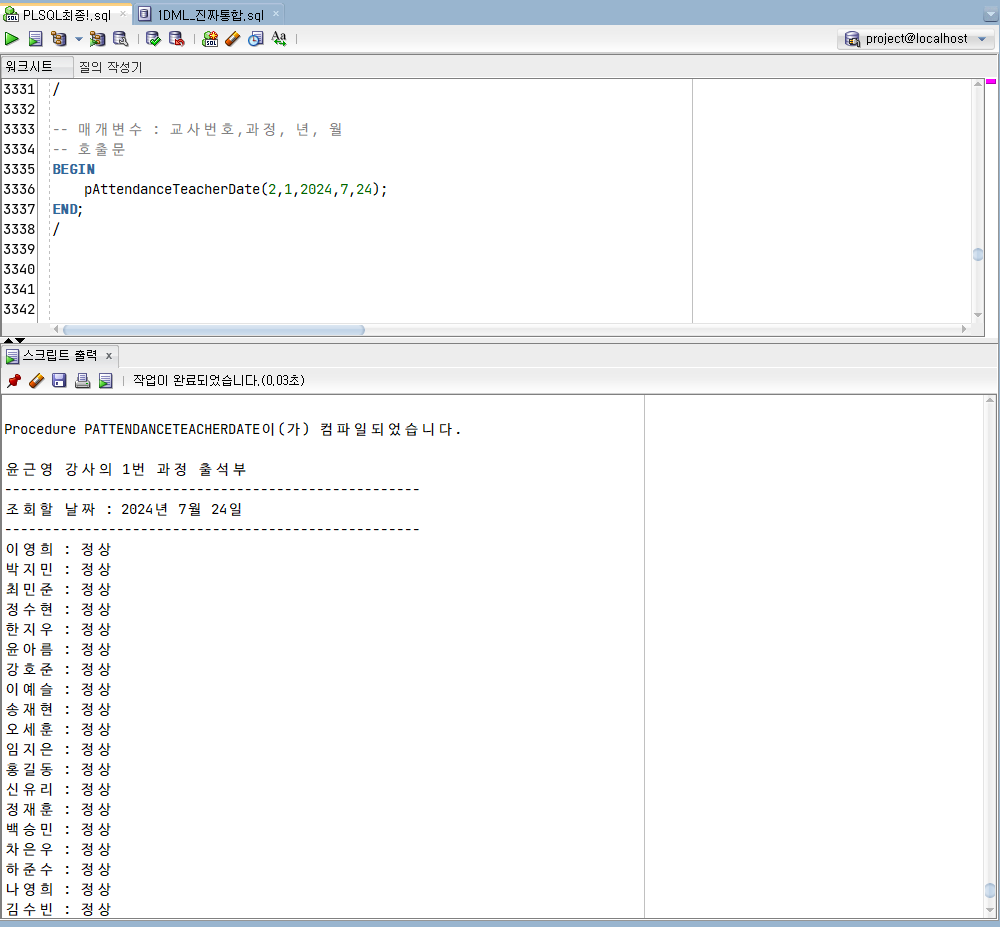 PLSQL최종!.sql
1DML_진짜통합.sql
project@localhost
워크시트
질의 작성기
3331 /
3332
3333 -- 매개변수 : 교사번호,과정, 년, 월
3334 -- 호출문
3335 BEGIN
3336 pAttendanceTeacherDate(2,1,2024,7,24);
3337 END;
3338 /
3339
3340
3341
3342
스크립트 출력
작업이 완료되었습니다.(0.03초)
Procedure PATTENDANCETEACHERDATE이(가) 컴파일되었습니다.
윤근영 강사의 1번 과정 출석부
---------------------------------------------------
조회할 날짜 : 2024년 7월 24일
---------------------------------------------------
이영희 : 정상
박지민 : 정상
최민준 : 정상
정수현 : 정상
한지우 : 정상
윤아름 : 정상
강호준 : 정상
이예슬 : 정상
송재현 : 정상
오세훈 : 정상
임지은 : 정상
홍길동 : 정상
신유리 : 정상
정재훈 : 정상
백승민 : 정상
차은우 : 정상
하준수 : 정상
나영희 : 정상
김수빈 : 정상